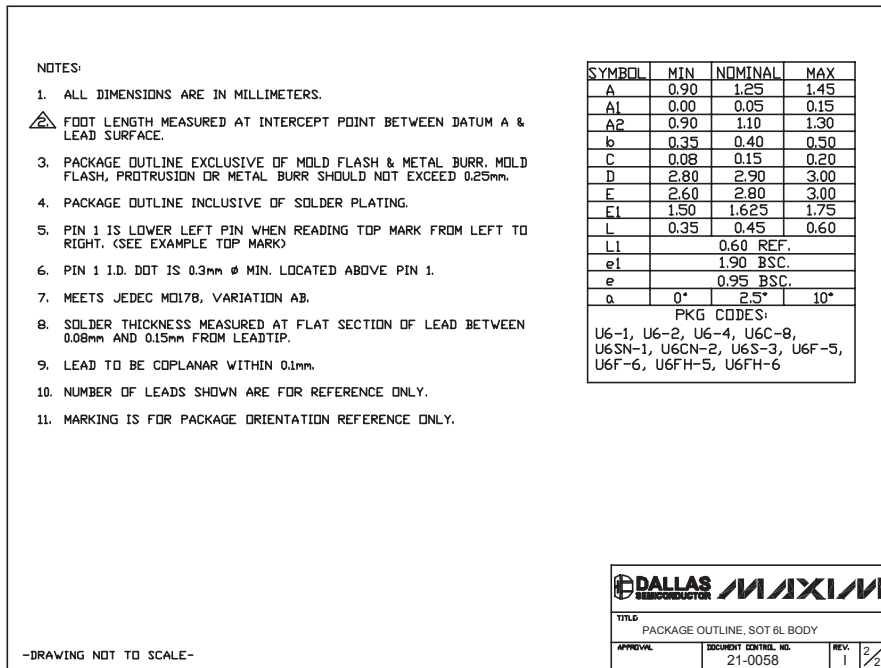 NOTES:
1. ALL DIMENSIONS ARE IN MILLIMETERS.
2. FOOT LENGTH MEASURED AT INTERCEPT POINT BETWEEN DATUM A &
LEAD SURFACE.
3. PACKAGE OUTLINE EXCLUSIVE OF MOLD FLASH & METAL BURR. MOLD
FLASH, PROTRUSION OR METAL BURR SHOULD NOT EXCEED 0.25mm.
4. PACKAGE OUTLINE INCLUSIVE OF SOLDER PLATING.
5. PIN 1 IS LOWER LEFT PIN WHEN READING TOP MARK FROM LEFT TO
RIGHT. (SEE EXAMPLE TOP MARK)
6. PIN 1 I.D. DOT IS 0.3mm ø MIN. LOCATED ABOVE PIN 1.
7. MEETS JEDEC MO178, VARIATION AB.
8. SOLDER THICKNESS MEASURED AT FLAT SECTION OF LEAD BETWEEN
0.08mm AND 0.15mm FROM LEADTIP.
9. LEAD TO BE COPLANAR WITHIN 0.1mm.
10. NUMBER OF LEADS SHOWN ARE FOR REFERENCE ONLY.
11. MARKING IS FOR PACKAGE ORIENTATION REFERENCE ONLY.
SYMBOL MIN NOMINAL MAX
A 0.90 1.25 1.45
A1 0.00 0.05 0.15
A2 0.90 1.10 1.30
b 0.35 0.40 0.50
C 0.08 0.15 0.20
D 2.80 2.90 3.00
E 2.60 2.80 3.00
E1 1.50 1.625 1.75
L 0.35 0.45 0.60
L1 0.60 REF.
e1 1.90 BSC.
e 0.95 BSC.
α 0° 2.5° 10°
PKG CODES:
U6-1, U6-2, U6-4, U6C-8,
U6SN-1, U6CN-2, U6S-3, U6F-5,
U6F-6, U6FH-5, U6FH-6
-DRAWING NOT TO SCALE-
DALLAS SEMICONDUCTOR MAXIM
TITLE:
PACKAGE OUTLINE, SOT 6L BODY
APPROVAL DOCUMENT CONTROL NO. REV.
21-0058 I 2/2